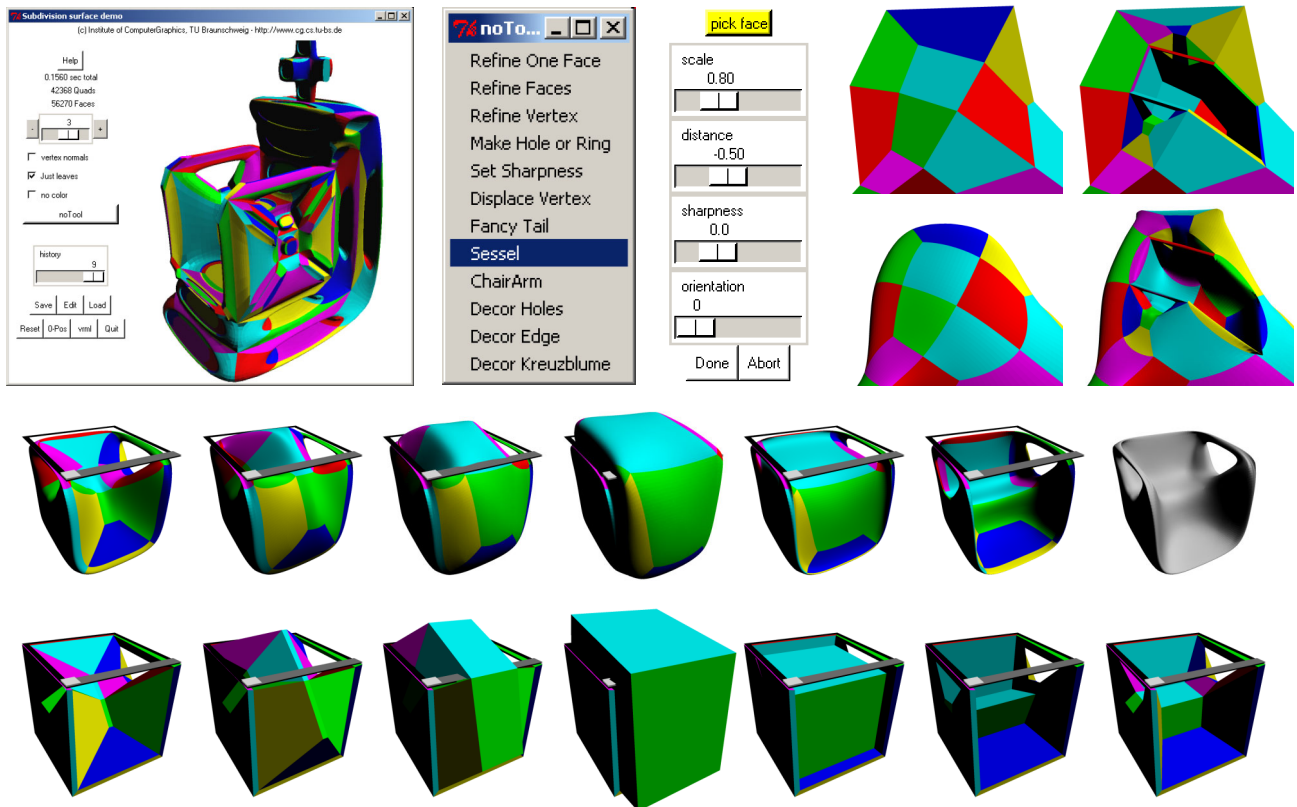 Subdivision surface demo
(c) Institute of ComputerGraphics, TU Braunschweig - http://www.cg.cs.tu-bs.de
Help
0.1560 sec total
42368 Quads
56270 Faces
3
- +
vertex normals
Just leaves
no color
noTool
history
9
Save Edit Load
Reset 0-Pos vrml Quit
noTo...
Refine One Face
Refine Faces
Refine Vertex
Make Hole or Ring
Set Sharpness
Displace Vertex
Fancy Tail
Sessel
ChairArm
Decor Holes
Decor Edge
Decor Kreuzblume
pick face
scale
0.80
distance
-0.50
sharpness
0.0
orientation
0
Done Abort